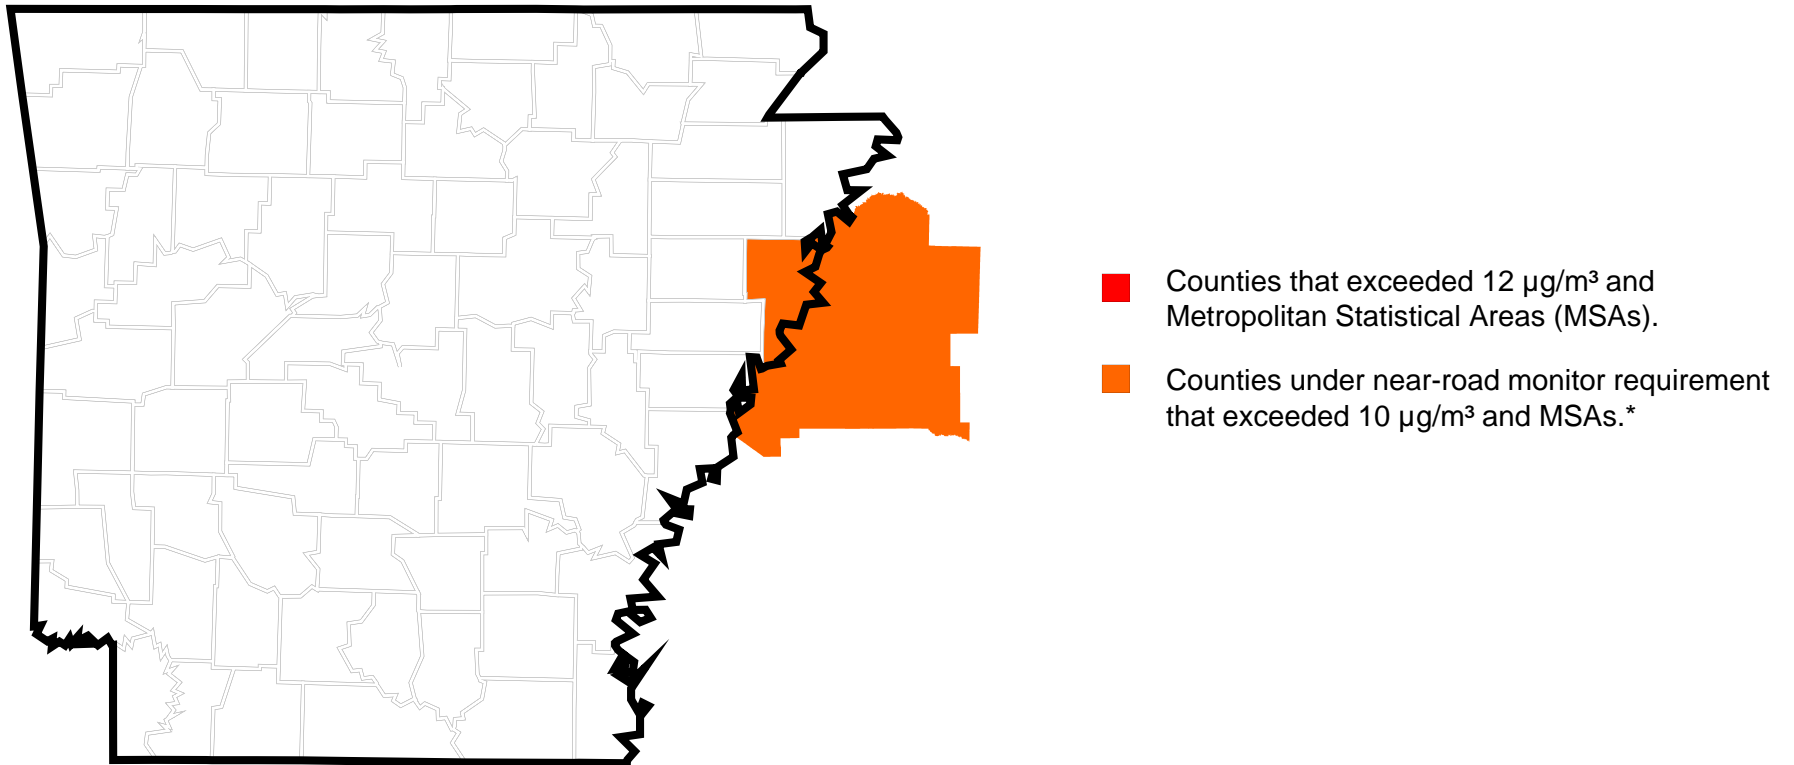 Counties that exceeded 12 µg/m³ and
Metropolitan Statistical Areas (MSAs).
Counties under near-road monitor requirement
that exceeded 10 µg/m³ and MSAs.*